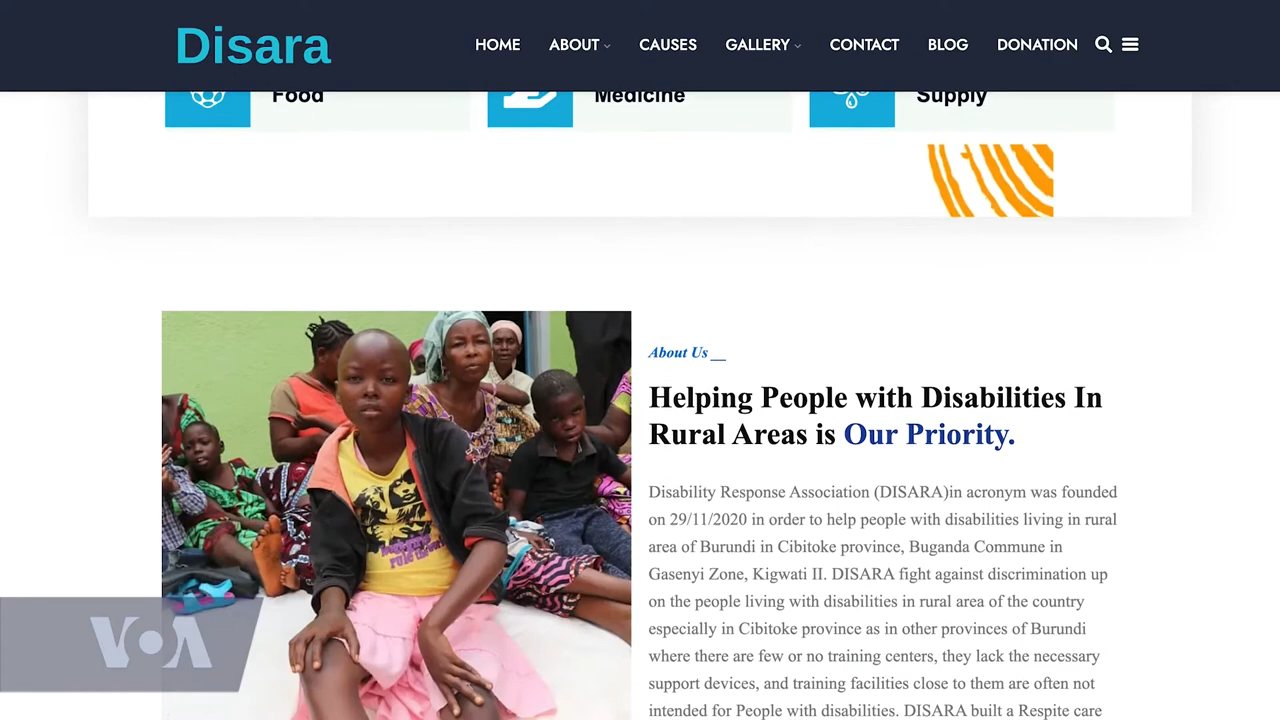 Disara
HOME ABOUT CAUSES GALLERY CONTACT BLOG DONATION
Food Medicine Supply
About Us __
Helping People with Disabilities In
Rural Areas is Our Priority.
Disability Response Association (DISARA)in acronym was founded
on 29/11/2020 in order to help people with disabilities living in rural
area of Burundi in Cibitoke province, Buganda Commune in
Gasenyi Zone, Kigwati II. DISARA fight against discrimination up
on the people living with disabilities in rural area of the country
especially in Cibitoke province as in other provinces of Burundi
where there are few or no training centers, they lack the necessary
support devices, and training facilities close to them are often not
intended for People with disabilities. DISARA built a Respite care
VOA